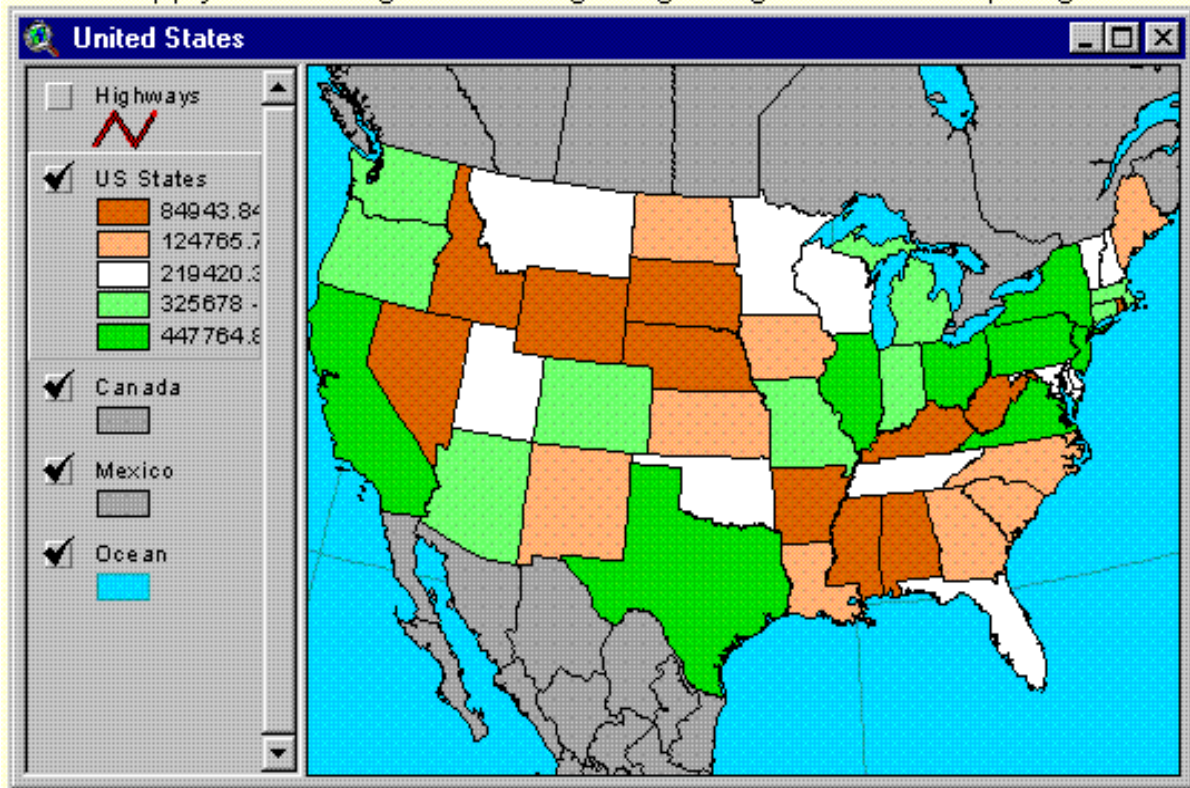 United States
Highways
US States
84943.84
124765.7
219420.3
325678 -
447764.8
Canada
Mexico
Ocean